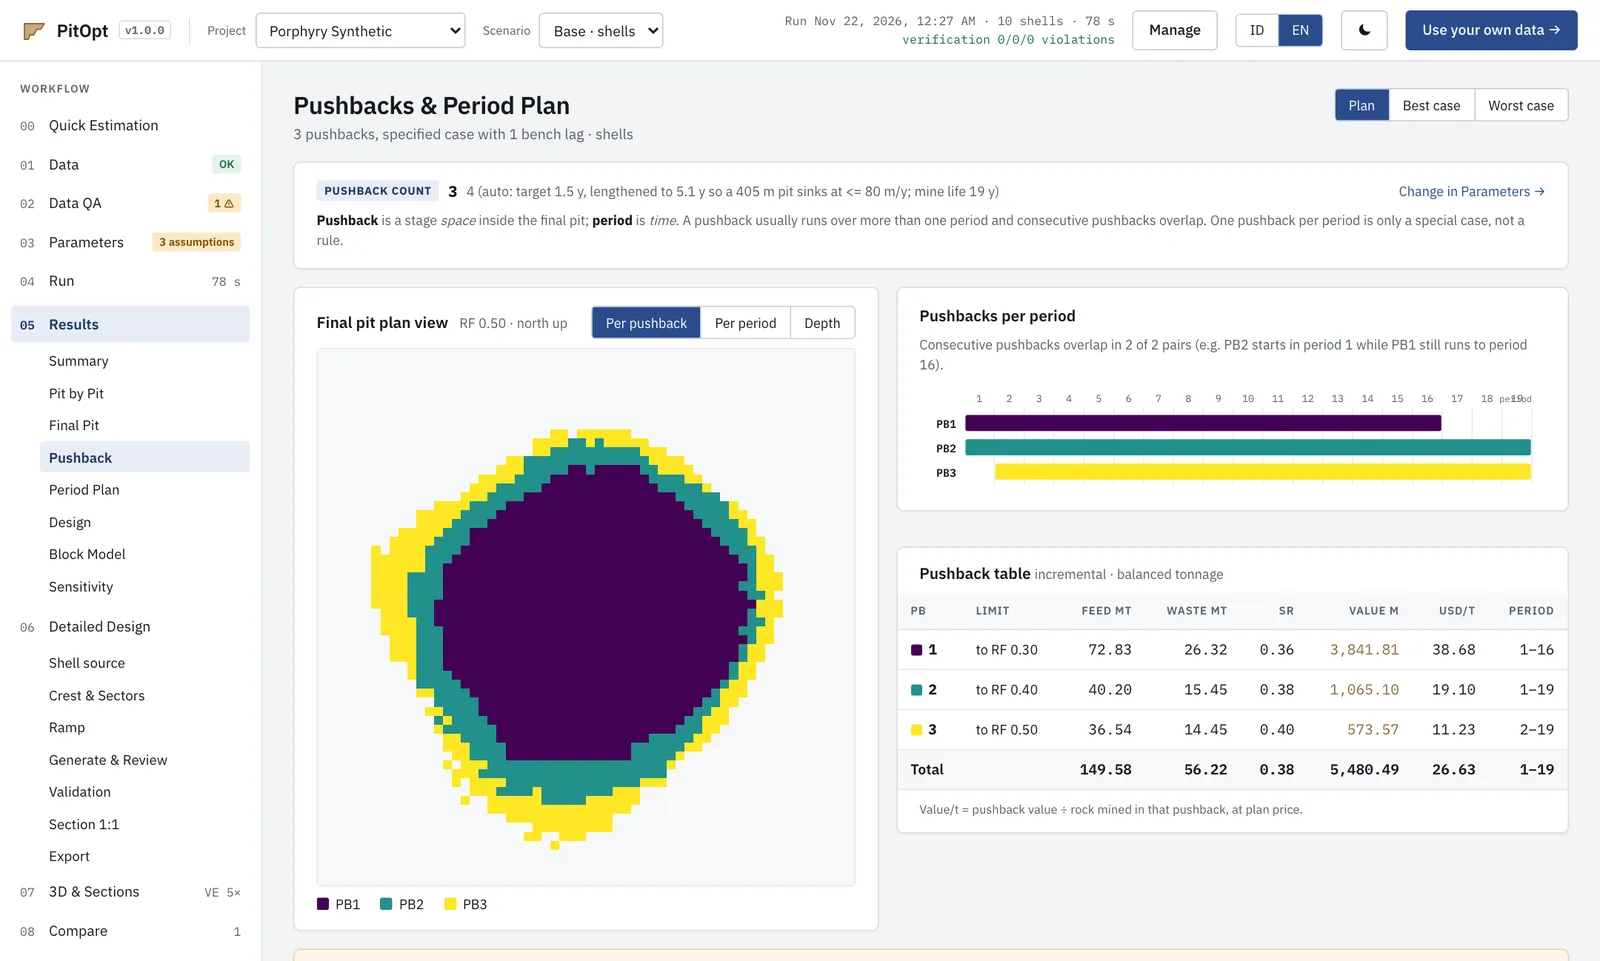 PitOpt v1.0.0 Project Porphyry Synthetic Scenario Base · shells
Run Nov 22, 2026, 12:27 AM · 10 shells · 78 s
verification 0/0/0 violations
Manage ID EN Use your own data →
WORKFLOW
00 Quick Estimation
01 Data OK
02 Data QA 1 ⚠
03 Parameters 3 assumptions
04 Run 78 s
05 Results
Summary
Pit by Pit
Final Pit
Pushback
Period Plan
Design
Block Model
Sensitivity
06 Detailed Design
Shell source
Crest & Sectors
Ramp
Generate & Review
Validation
Section 1:1
Export
07 3D & Sections VE 5×
08 Compare 1
Pushbacks & Period Plan
3 pushbacks, specified case with 1 bench lag · shells
Plan Best case Worst case
PUSHBACK COUNT 3 4 (auto: target 1.5 y, lengthened to 5.1 y so a 405 m pit sinks at <= 80 m/y; mine life 19 y) Change in Parameters →
Pushback is a stage space inside the final pit; period is time. A pushback usually runs over more than one period and consecutive pushbacks overlap. One pushback per period is only a special case, not a
rule.
Final pit plan view RF 0.50 · north up Per pushback Per period Depth
PB1 PB2 PB3
Pushbacks per period
Consecutive pushbacks overlap in 2 of 2 pairs (e.g. PB2 starts in period 1 while PB1 still runs to period
16).
1 2 3 4 5 6 7 8 9 10 11 12 13 14 15 16 17 18 19 period
PB1
PB2
PB3
Pushback table incremental · balanced tonnage
PB LIMIT FEED MT WASTE MT SR VALUE M USD/T PERIOD
1 to RF 0.30 72.83 26.32 0.36 3,841.81 38.68 1–16
2 to RF 0.40 40.20 15.45 0.38 1,065.10 19.10 1–19
3 to RF 0.50 36.54 14.45 0.40 573.57 11.23 2–19
Total 149.58 56.22 0.38 5,480.49 26.63 1–19
Value/t = pushback value ÷ rock mined in that pushback, at plan price.